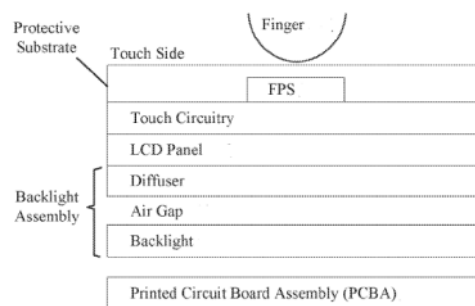 Finger
Protective
Substrate
Touch Side
FPS
Touch Circuitry
LCD Panel
Diffuser
Backlight
Assembly
Air Gap
Backlight
Printed Circuit Board Assembly (PCBA)